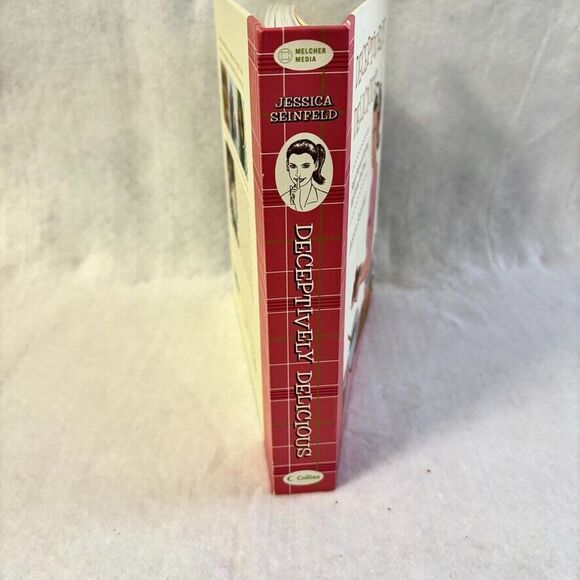 MELCHER
MEDIA
JESSICA
SEINFELD
DECEPTIVELY DELICIOUS
Collins